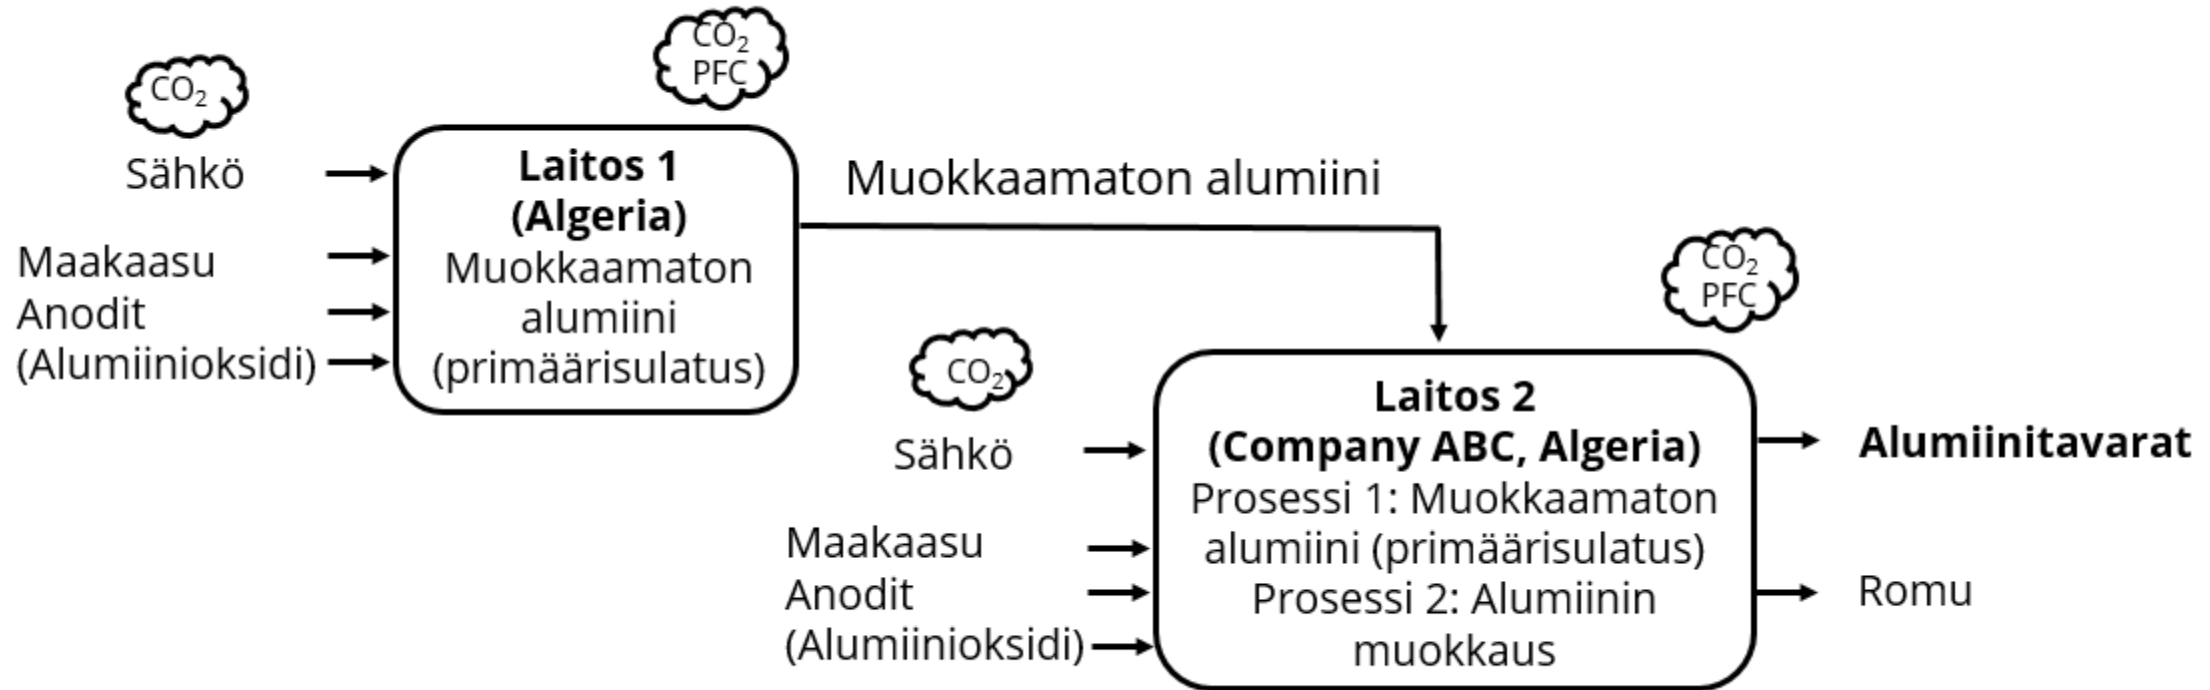 CO₂
PFC
CO₂
Sähkö
Maakaasu
Anodit
(Alumiinioksidi)
Laitos 1
(Algeria)
Muokkaamaton
alumiini
(primäärisulatus)
Muokkaamaton alumiini
CO₂
PFC
CO₂
Sähkö
Maakaasu
Anodit
(Alumiinioksidi)
Laitos 2
(Company ABC, Algeria)
Prosessi 1: Muokkaamaton
alumiini (primäärisulatus)
Prosessi 2: Alumiinin
muokkaus
Alumiinitavarat
Romu